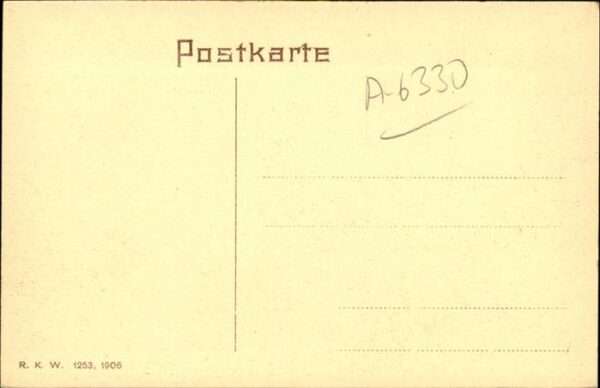 Postkarte
A-6330
R. K. W. 1253, 1906